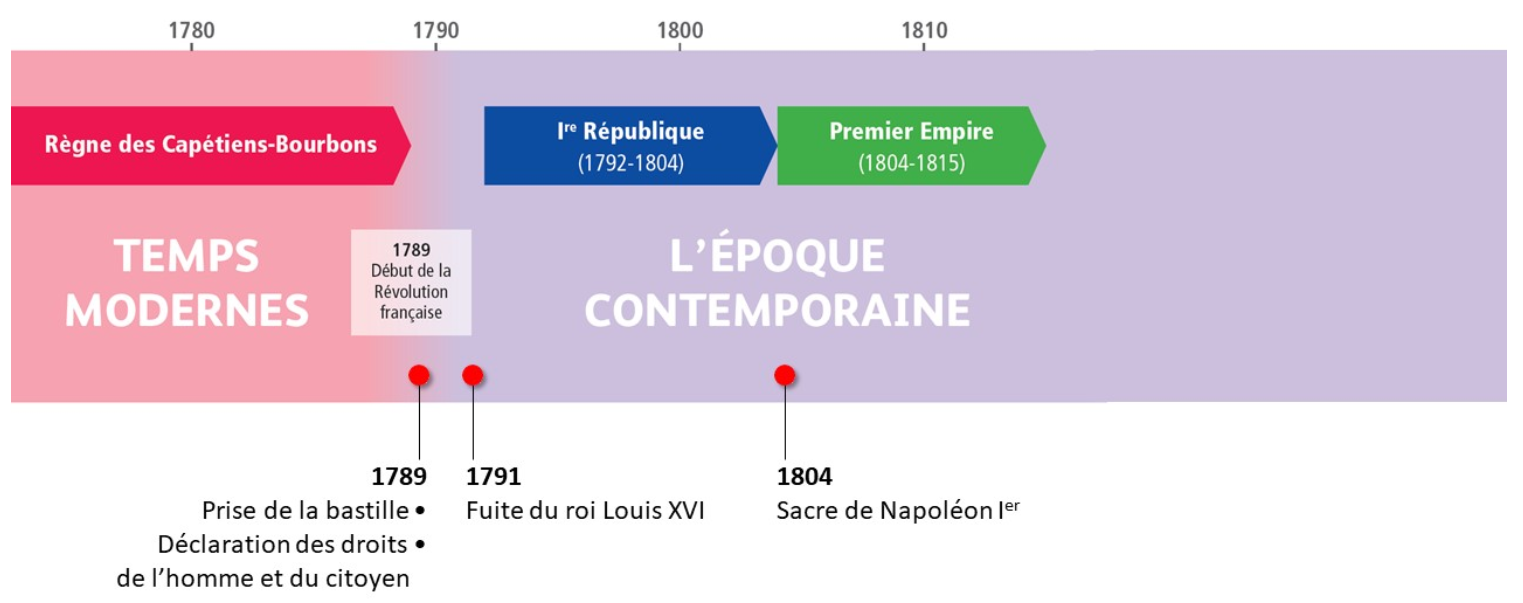 1780 1790 1800 1810
Règne des Capétiens-Bourbons
Iʳᵉ République
(1792-1804)
Premier Empire
(1804-1815)
TEMPS
MODERNES
1789
Début de la
Révolution
française
L'ÉPOQUE
CONTEMPORAINE
1789
Prise de la bastille •
Déclaration des droits •
de l’homme et du citoyen
1791
Fuite du roi Louis XVI
1804
Sacre de Napoléon Iᵉʳ